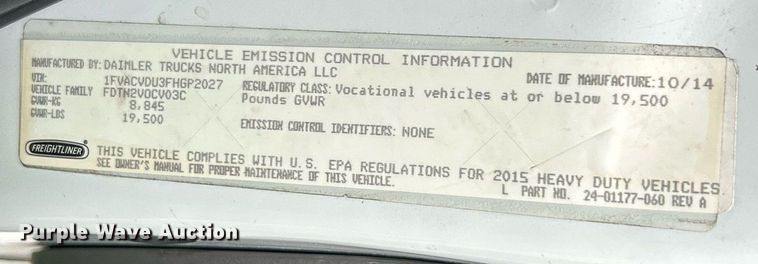 VEHICLE EMISSION CONTROL INFORMATION
MANUFACTURED BY: DAIMLER TRUCKS NORTH AMERICA LLC
DATE OF MANUFACTURE: 10/14
VIN: 1FVACVDU3FHGP2027
REGULATORY CLASS: Vocational vehicles at or below 19,500
Pounds GVWR
VEHICLE FAMILY FDTN2VOCV03C
GVWR-KG 8,845
GVWR-LBS 19,500
EMISSION CONTROL IDENTIFIERS: NONE
FREIGHTLINER
THIS VEHICLE COMPLIES WITH U.S. EPA REGULATIONS FOR 2015 HEAVY DUTY VEHICLES.
SEE OWNER'S MANUAL FOR PROPER MAINTENANCE OF THIS VEHICLE.
L PART NO. 24-01177-060 REV A
Purple Wave Auction